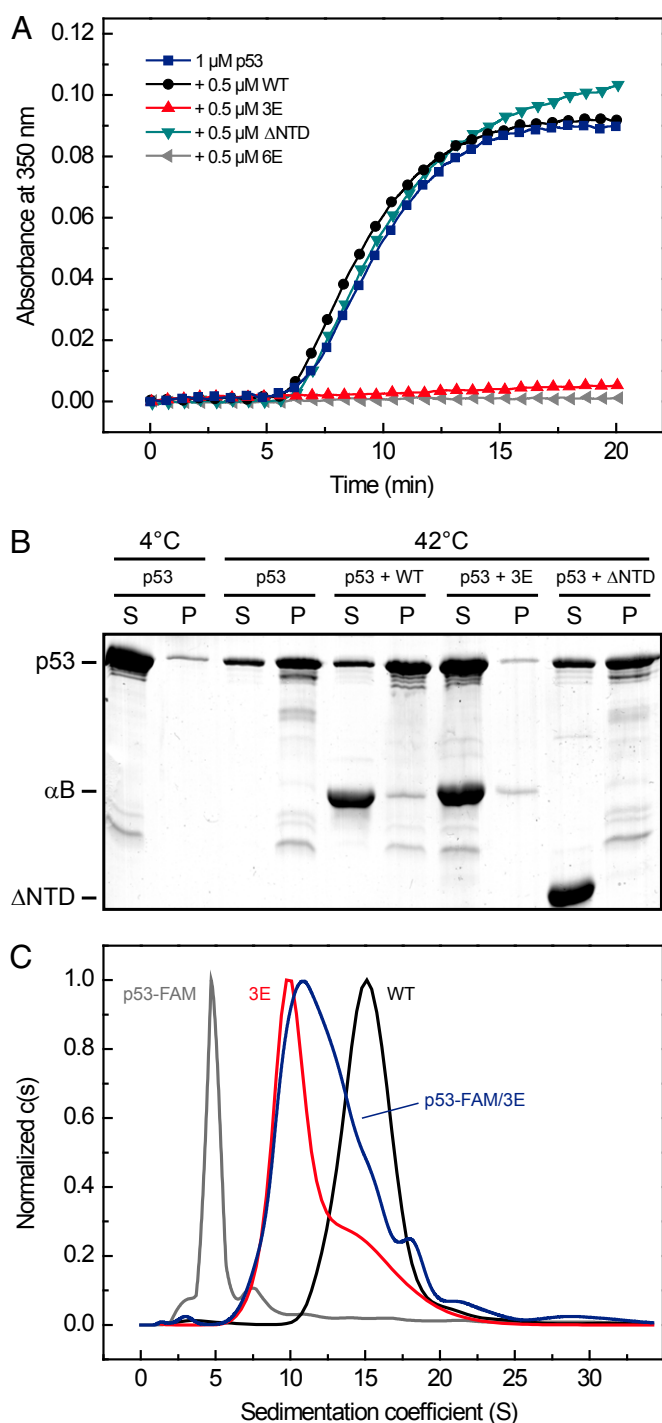 A
0.12
0.10
0.08
0.06
0.04
0.02
0.00
Absorbance at 350 nm
1 µM p53
+ 0.5 µM WT
+ 0.5 µM 3E
+ 0.5 µM ΔNTD
+ 0.5 µM 6E
0 5 10 15 20
Time (min)
B
4°C 42°C
p53 p53 p53 + WT p53 + 3E p53 + ΔNTD
S P S P S P S P S P
p53
αB
ΔNTD
C
p53-FAM 3E WT
p53-FAM/3E
1.0
0.8
0.6
0.4
0.2
0.0
Normalized c(s)
0 5 10 15 20 25 30
Sedimentation coefficient (S)